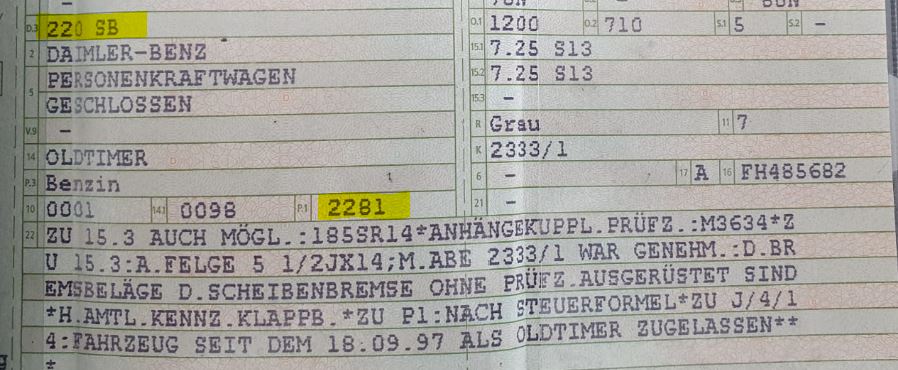 D.3 220 SB O.1 1200 O.2 710 S.1 5 S.2 –
2 DAIMLER-BENZ 15.1 7.25 S13
PERSONENKRAFTWAGEN 15.2 7.25 S13
5 GESCHLOSSEN 15.3 –
V.9 – R Grau 11 7
14 OLDTIMER K 2333/1
P.3 Benzin 6 – 17 A 16 FH485682
10 0001 14.1 0098 P.1 2281 21 –
22 ZU 15.3 AUCH MÖGL.:185SR14*ANHÄNGEKUPPL.PRÜFZ.:M3634*Z
U 15.3:A.FELGE 5 1/2JX14;M.ABE 2333/1 WAR GENEHM.:D.BR
EMSBELÄGE D.SCHEIBENBREMSE OHNE PRÜFZ.AUSGERÜSTET SIND
*H.AMTL.KENNZ.KLAPPB.*ZU P1:NACH STEUERFORMEL*ZU J/4/1
4:FAHRZEUG SEIT DEM 18.09.97 ALS OLDTIMER ZUGELASSEN**
*